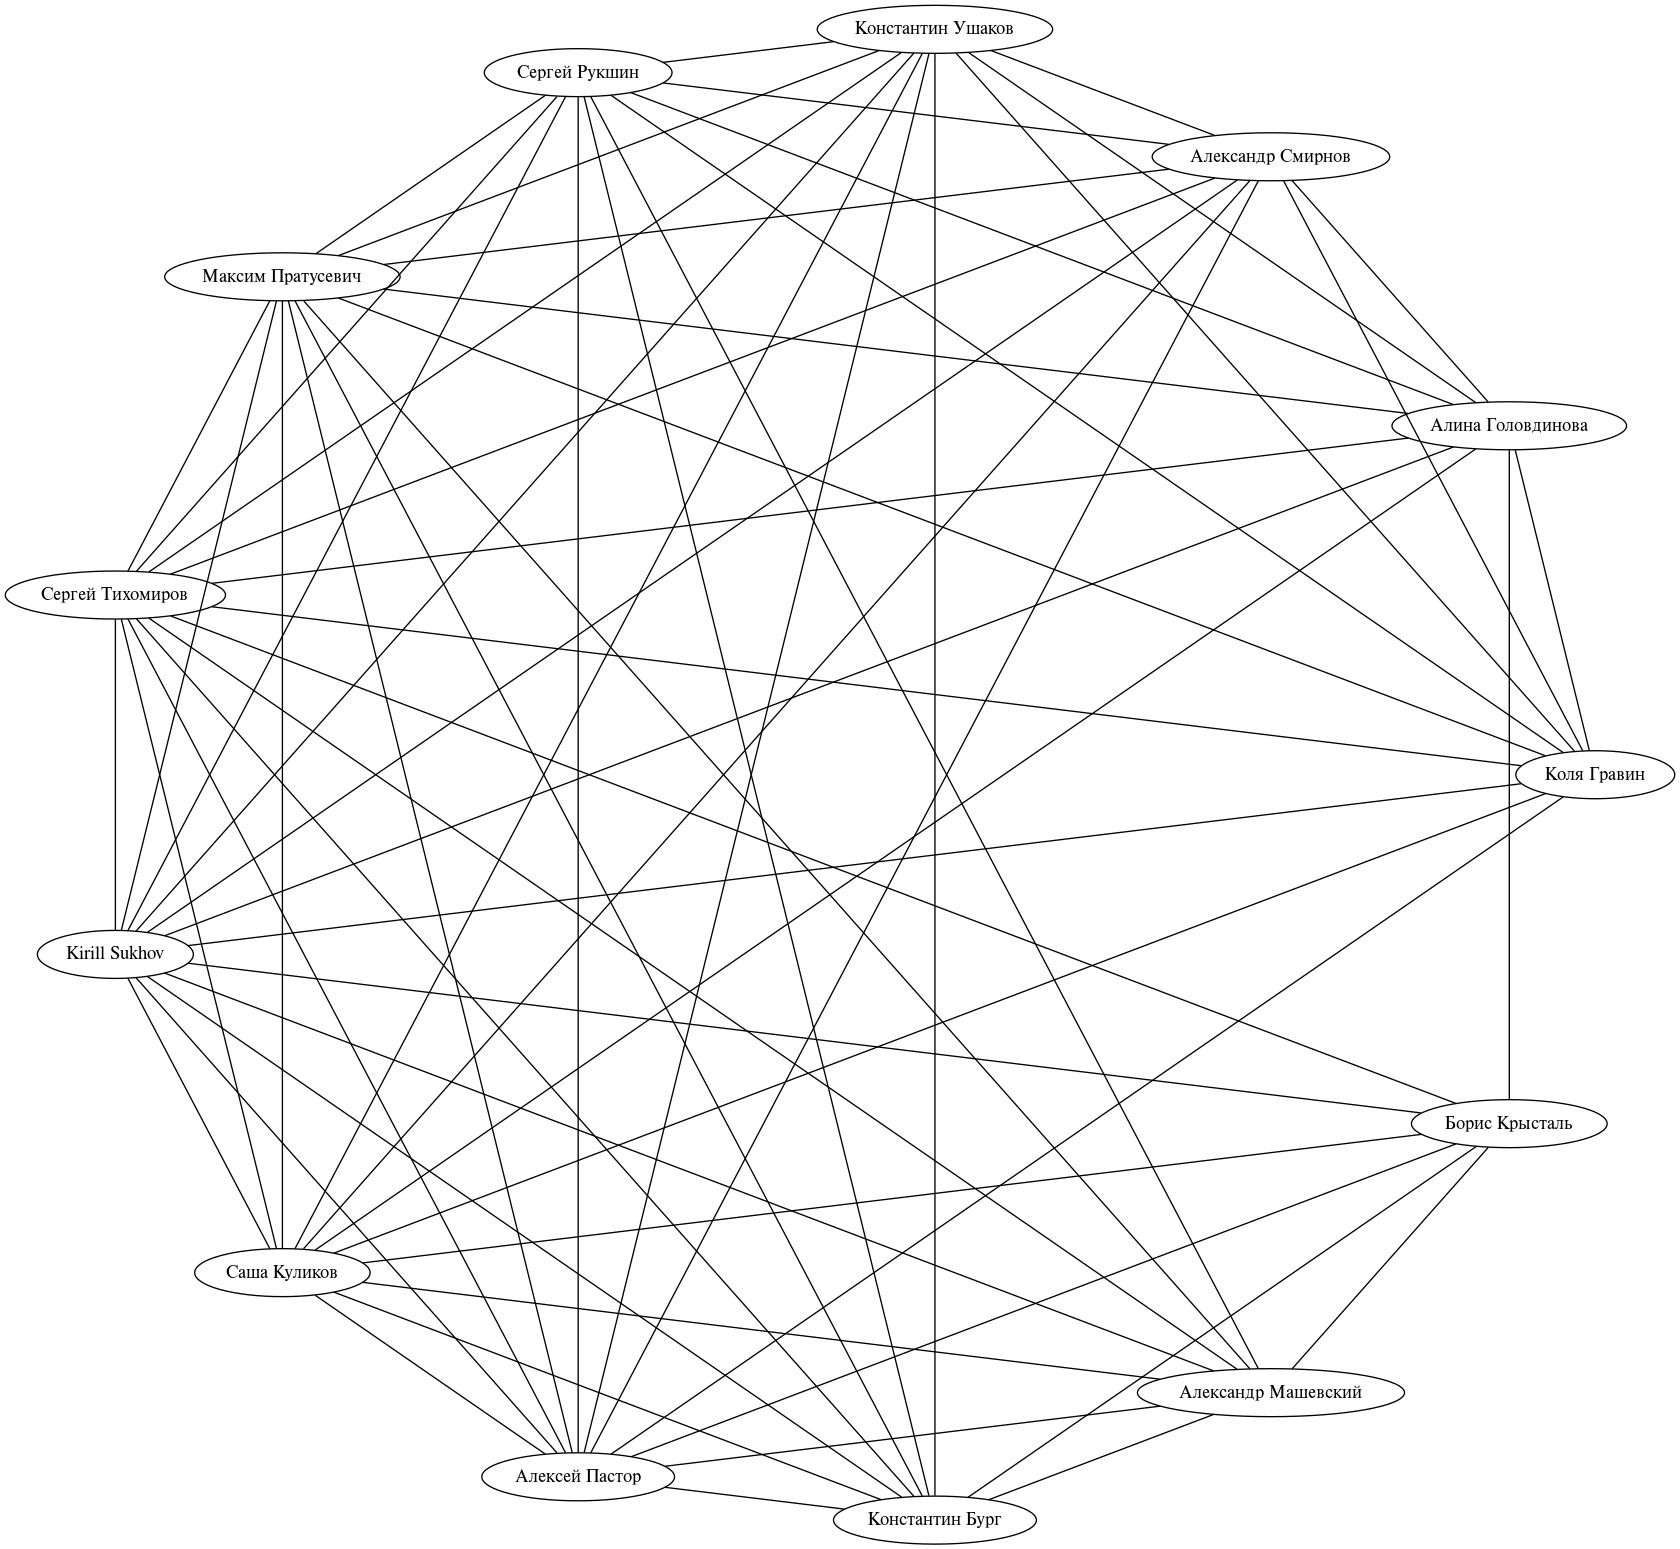 Константин Ушаков
Сергей Рукшин
Александр Смирнов
Максим Пратусевич
Алина Головдинова
Сергей Тихомиров
Коля Гравин
Kirill Sukhov
Борис Крысталь
Саша Куликов
Александр Машевский
Алексей Пастор
Константин Бург